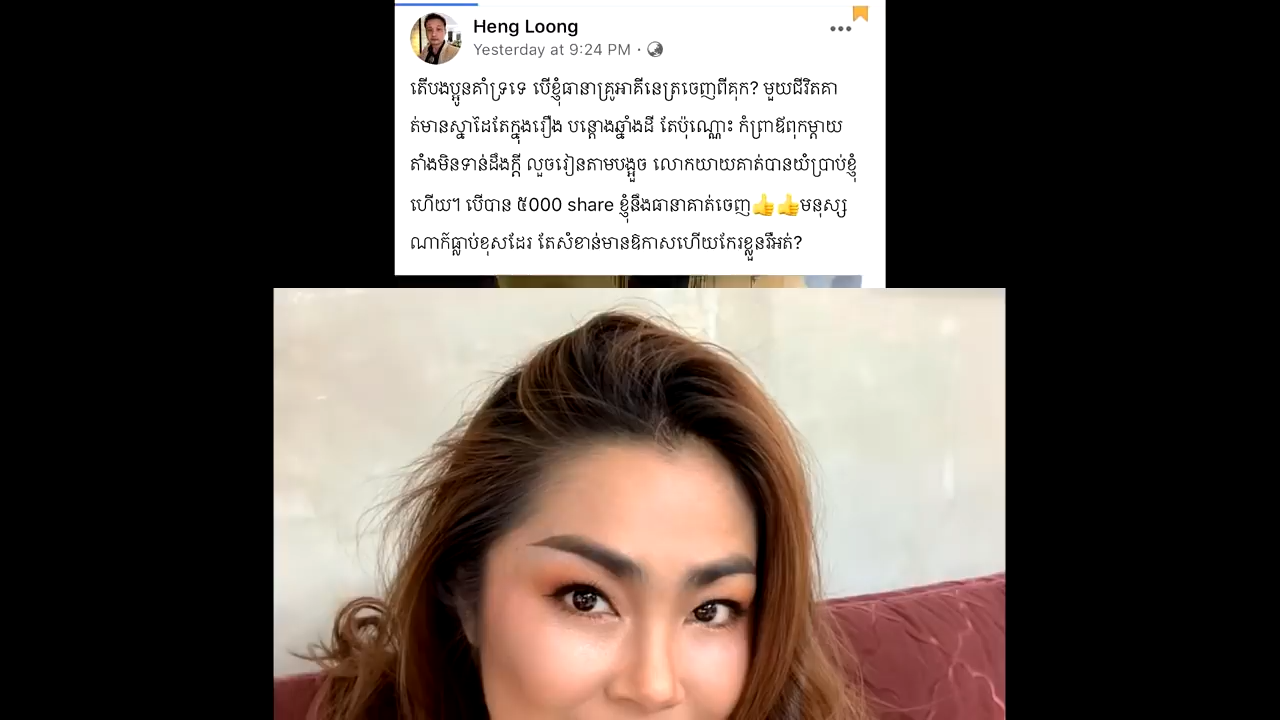 Heng Loong
Yesterday at 9:24 PM ·
តើបងប្អូនគាំទ្រទេ បើខ្ញុំធានាគ្រូអាគីនេត្រចេញពីគុក? មួយជីវិតគា
ត់មានស្នាដៃតែក្នុងរឿង បន្តោងឆ្នាំងដី តែប៉ុណ្ណោះ កំព្រាឪពុកម្តាយ
តាំងមិនទាន់ដឹងក្តី លួចរៀនតាមបង្អួច លោកយាយគាត់បានយំប្រាប់ខ្ញុំ
ហើយ។ បើបាន ៥000 share ខ្ញុំនឹងធានាគាត់ចេញ👍👍មនុស្ស
ណាក៏ធ្លាប់ខុសដែរ តែសំខាន់មានឱកាសហើយកែរខ្លួនរឺអត់?